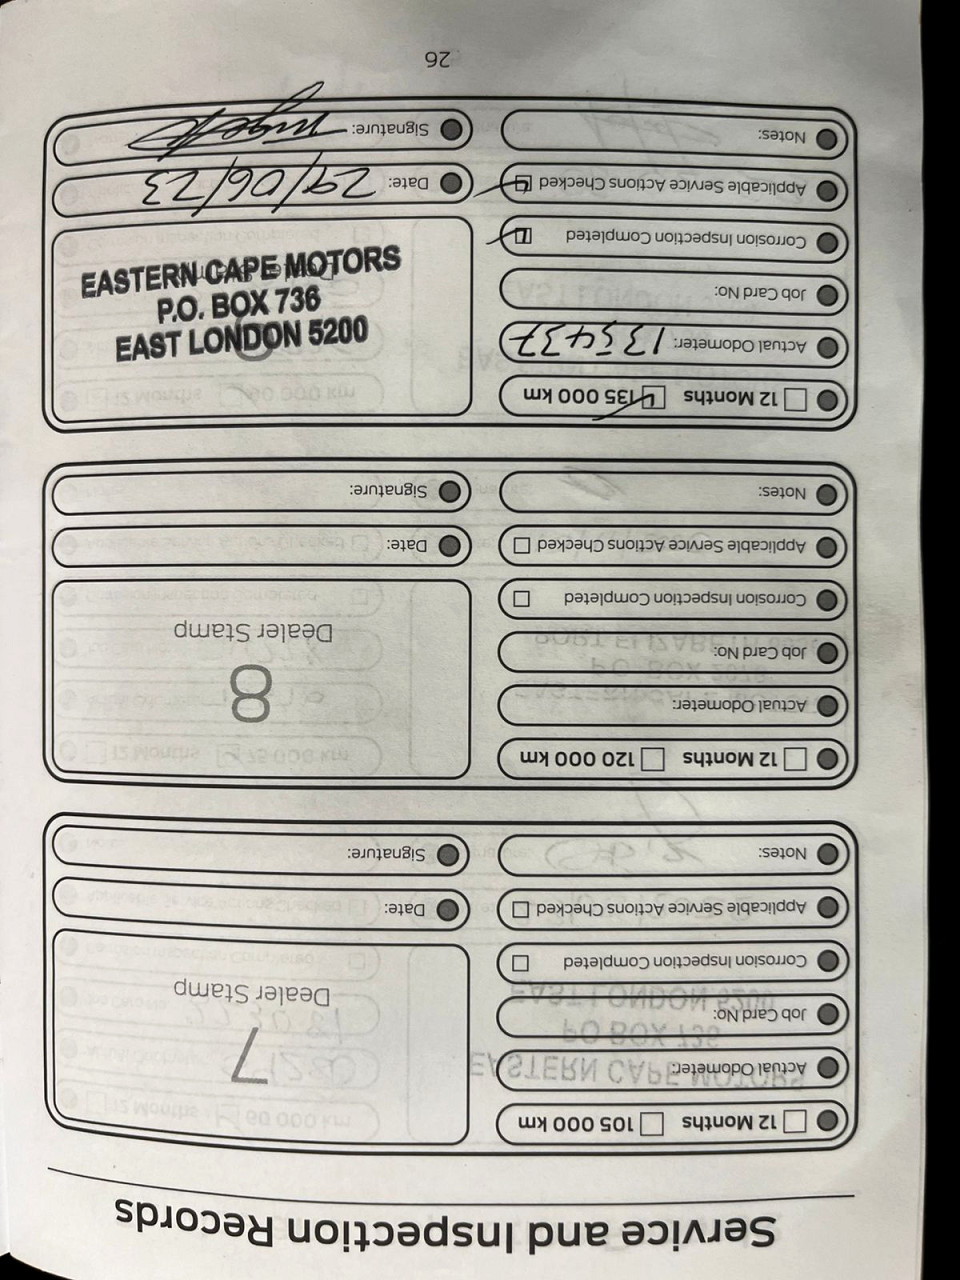 Service and Inspection Records
12 Months 105 000 km
Actual Odometer:
Job Card No:
Corrosion Inspection Completed
Applicable Service Actions Checked
Notes:
7
Dealer Stamp
Date:
Signature:
12 Months 120 000 km
Actual Odometer:
Job Card No:
Corrosion Inspection Completed
Applicable Service Actions Checked
Notes:
8
Dealer Stamp
Date:
Signature:
12 Months 135 000 km
Actual Odometer: 135437
Job Card No:
Corrosion Inspection Completed
Applicable Service Actions Checked
Notes:
9
Dealer Stamp
EASTERN CAPE MOTORS
P.O. BOX 736
EAST LONDON 5200
Date: 29/06/23
Signature:
26